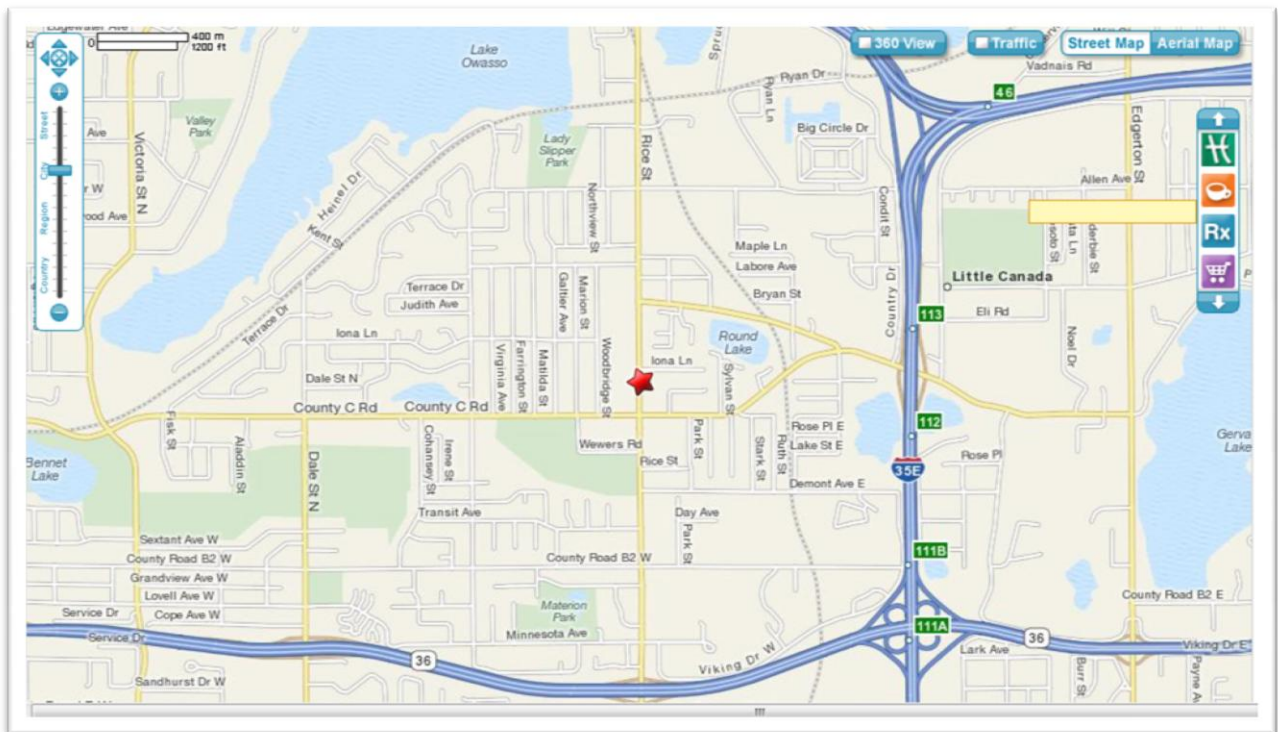 Edgewater Ave
0
400 m
1200 ft
360 View
Traffic
Street Map
Aerial Map
Vadnais Rd
46
Lake
Owasso
Ryan Dr
Ryan Ln
Valley
Park
Ave
Street
City
Region
Country
Victoria St N
Lady
Slipper
Park
Rice St
Big Circle Dr
Edgerton St
Allen Ave
Heinel Dr
Kent St
Northview St
Condit St
Maple Ln
Labore Ave
Bryan St
Country Dr
Little Canada
Rx
Terrace Dr
Judith Ave
Galtier Ave
Marion St
Eli Rd
113
Noel Dr
Terrace Dr
Iona Ln
Round
Lake
Iona Ln
Virginia Ave
Farrington St
Matilda St
Woodbridge St
Sylvan St
Dale St N
County C Rd
County C Rd
112
Fisk St
Aladdin St
Cohansey St
Irene St
Wewers Rd
Park St
Rose Pl E
Lake St E
Stark St
Ruth St
Rice St
Rose Pl
35E
Bennet
Lake
Dale St N
Demont Ave E
Transit Ave
Day Ave
Park St
Sextant Ave W
County Road B2 W
County Road B2 W
111B
Grandview Ave W
Lovell Ave W
Service Dr
Cope Ave W
Materion
Park
County Road B2 E
Minnesota Ave
111A
Service Dr
36
36
Viking Dr W
Lark Ave
Viking Dr E
Sandhurst Dr W
Burr St
Payne Av